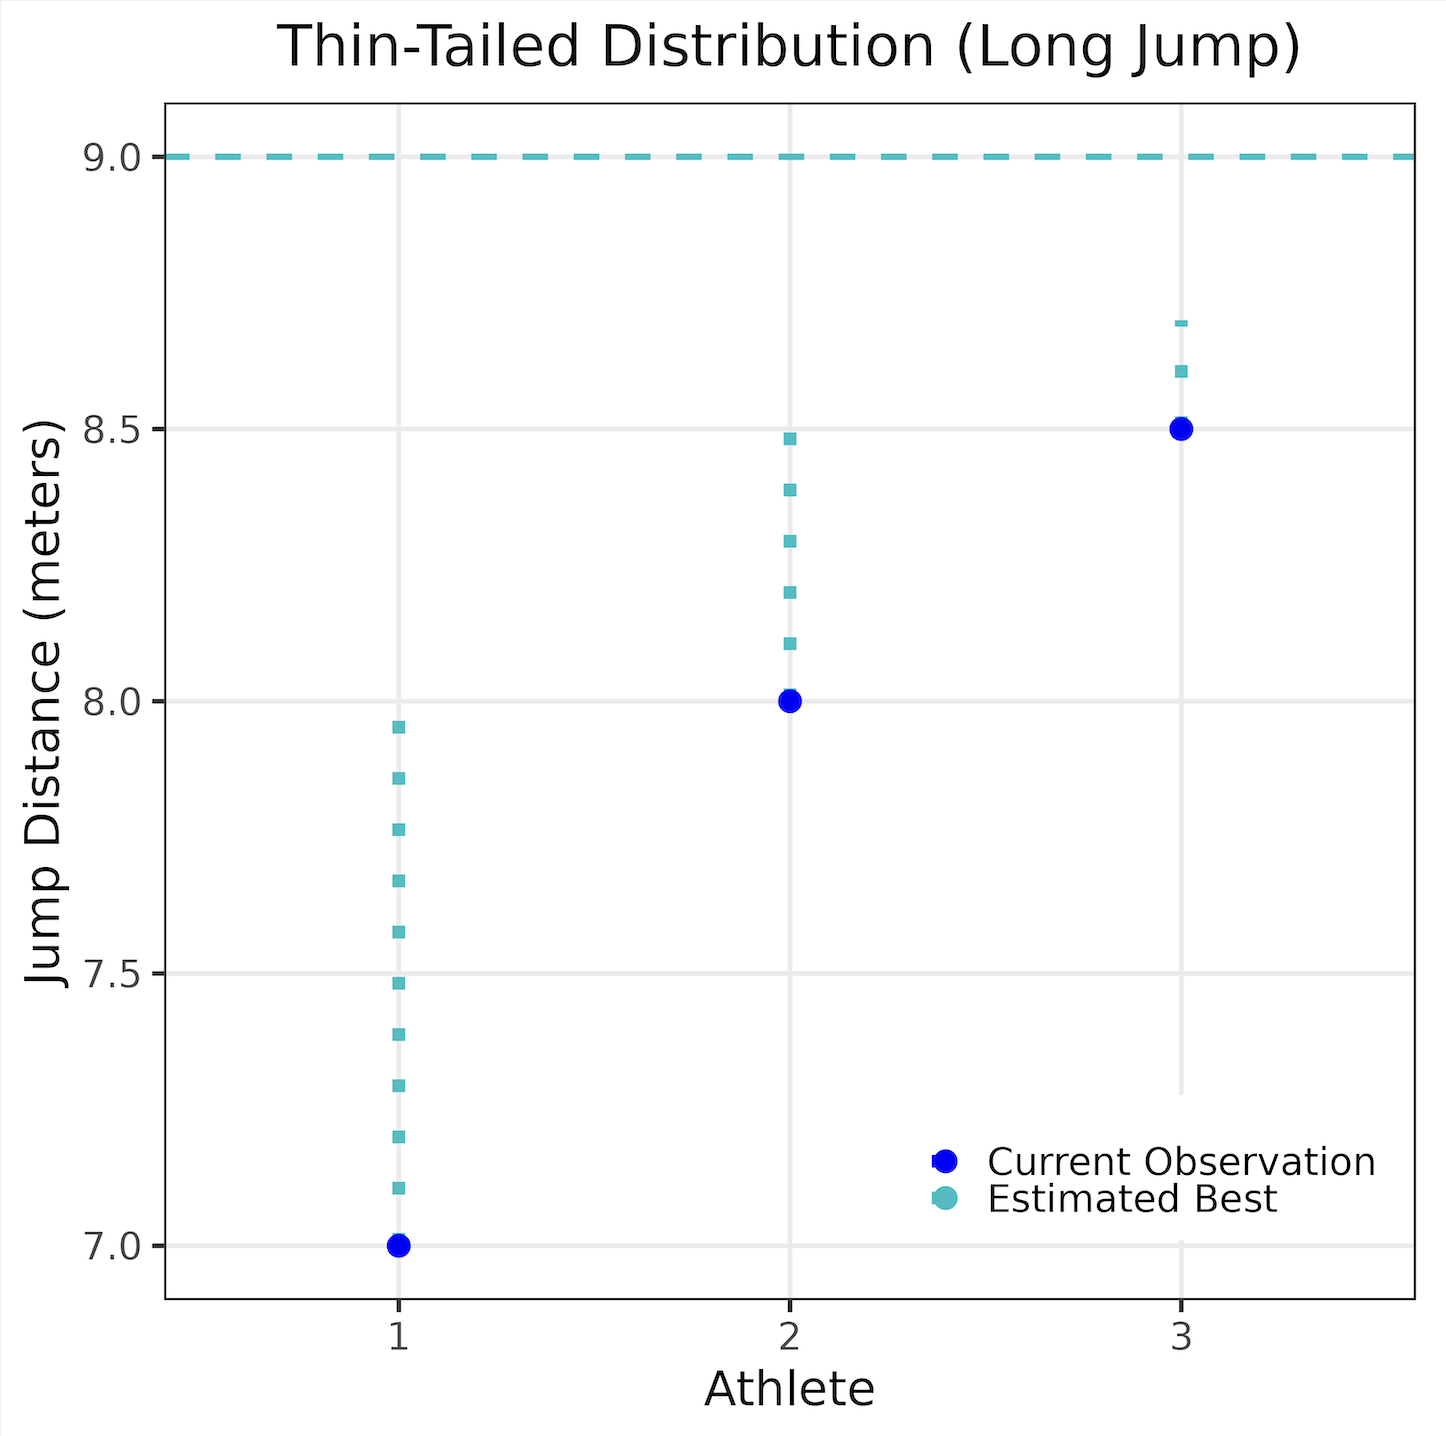 Thin-Tailed Distribution (Long Jump)
9.0
8.5
8.0
7.5
7.0
Jump Distance (meters)
Current Observation
Estimated Best
1
2
3
Athlete